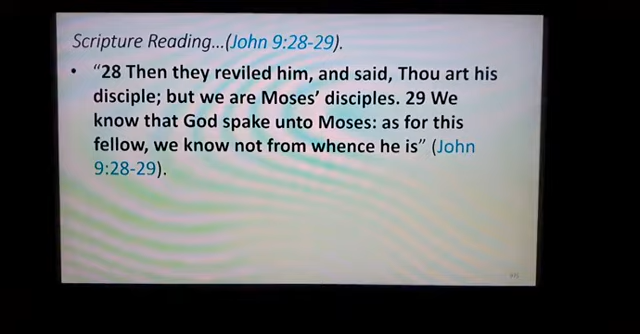 Scripture Reading...(John 9:28-29).
• “28 Then they reviled him, and said, Thou art his
disciple; but we are Moses’ disciples. 29 We
know that God spake unto Moses: as for this
fellow, we know not from whence he is” (John
9:28-29).